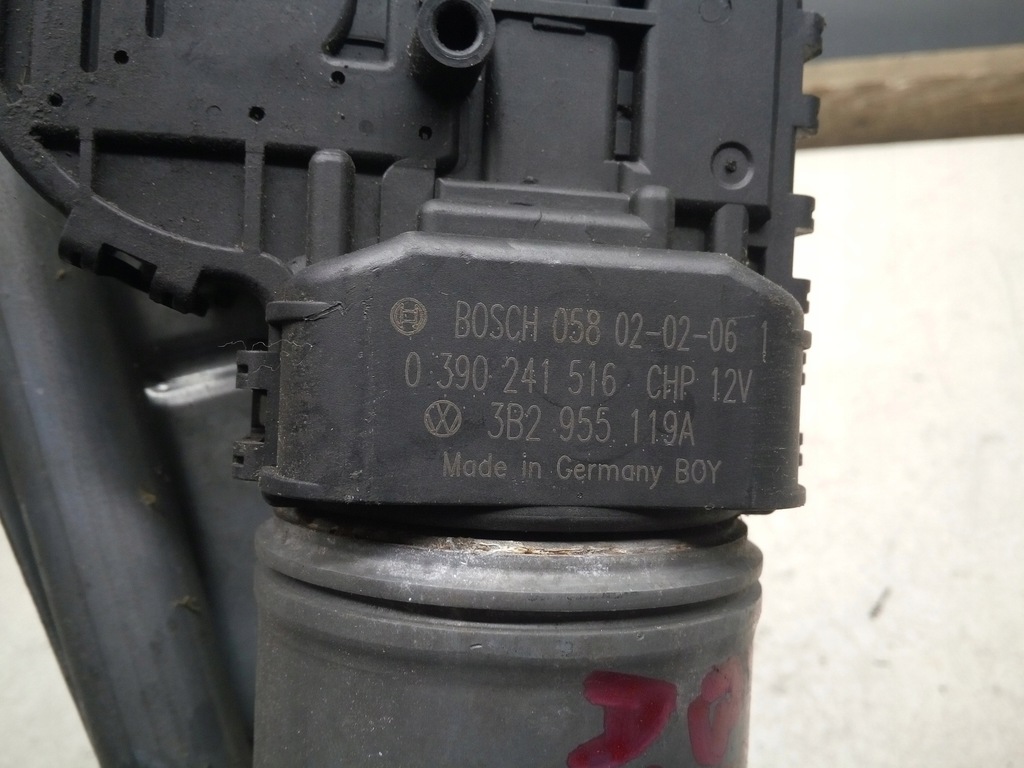 BOSCH 058 02-02-06 1
0 390 241 516 CHP 12V
3B2 955 119A
Made in Germany BOY